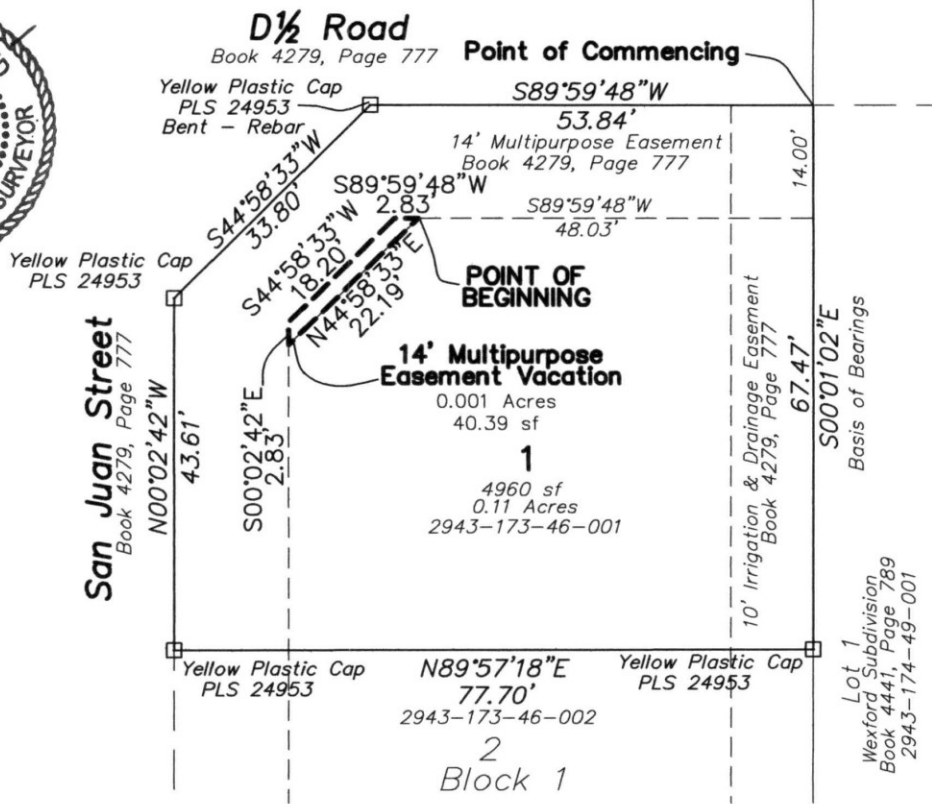 SURVEYOR
D½ Road
Book 4279, Page 777
Point of Commencing
Yellow Plastic Cap
PLS 24953
Bent - Rebar
S89°59'48"W
53.84'
14' Multipurpose Easement
Book 4279, Page 777
14.00'
S44°58'33"W
33.80'
S89°59'48"W
2.83'
S89°59'48"W
48.03'
Yellow Plastic Cap
PLS 24953
S44°58'33"W
18.20'
N44°58'33"E
22.19'
POINT OF
BEGINNING
14' Multipurpose
Easement Vacation
0.001 Acres
40.39 sf
1
4960 sf
0.11 Acres
2943-173-46-001
San Juan Street
Book 4279, Page 777
N00°02'42"W
43.61'
S00°02'42"E
2.83'
10' Irrigation & Drainage Easement
Book 4279, Page 777
67.47'
S00°01'02"E
Basis of Bearings
Yellow Plastic Cap
PLS 24953
N89°57'18"E
77.70'
2943-173-46-002
Yellow Plastic Cap
PLS 24953
2
Block 1
Lot 1
Wexford Subdivision
Book 4441, Page 789
2943-174-49-001